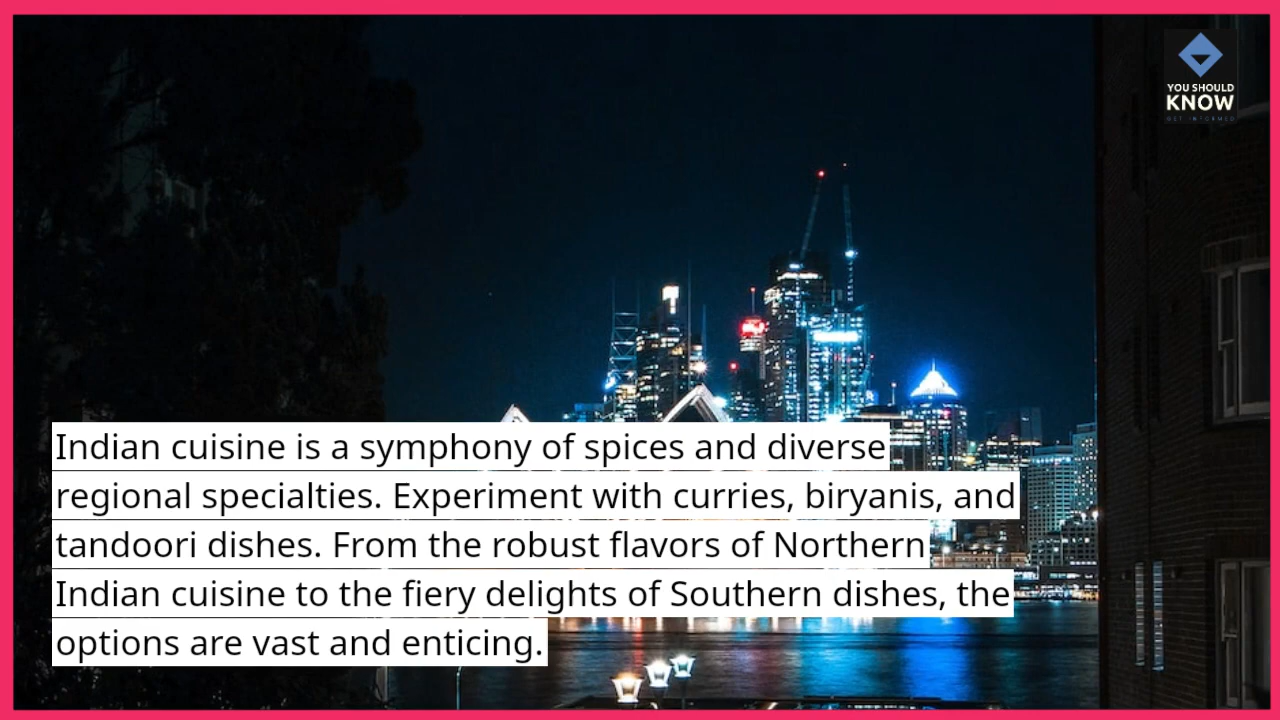 YOU SHOULD
KNOW
GET INFORMED
Indian cuisine is a symphony of spices and diverse
regional specialties. Experiment with curries, biryanis, and
tandoori dishes. From the robust flavors of Northern
Indian cuisine to the fiery delights of Southern dishes, the
options are vast and enticing.